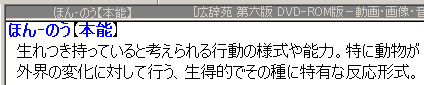 ほん‐のう【本能】 [広辞苑 第六版 DVD-ROM版－動画・画像・音
ほん‐のう【本能】
生れつき持っていると考えられる行動の様式や能力。特に動物が
外界の変化に対して行う、生得的でその種に特有な反応形式。